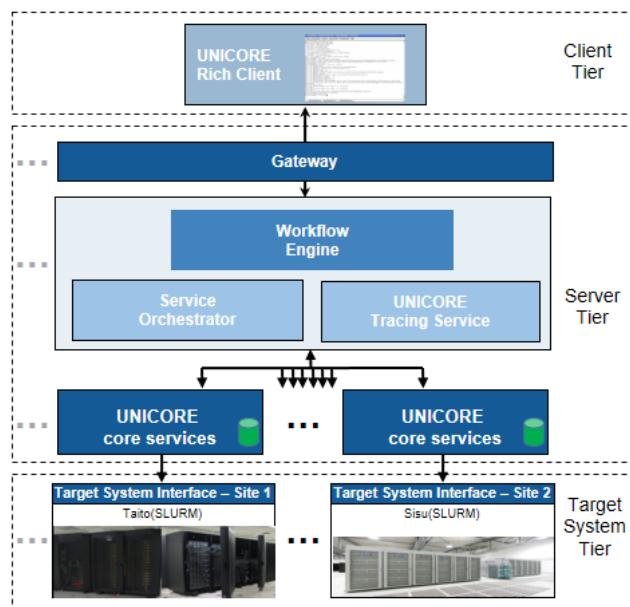 UNICORE
Rich Client
Client
Tier
Gateway
Workflow
Engine
Service
Orchestrator
UNICORE
Tracing Service
Server
Tier
UNICORE
core services
UNICORE
core services
Target System Interface – Site 1
Taito(SLURM)
Target System Interface – Site 2
Sisu(SLURM)
Target
System
Tier